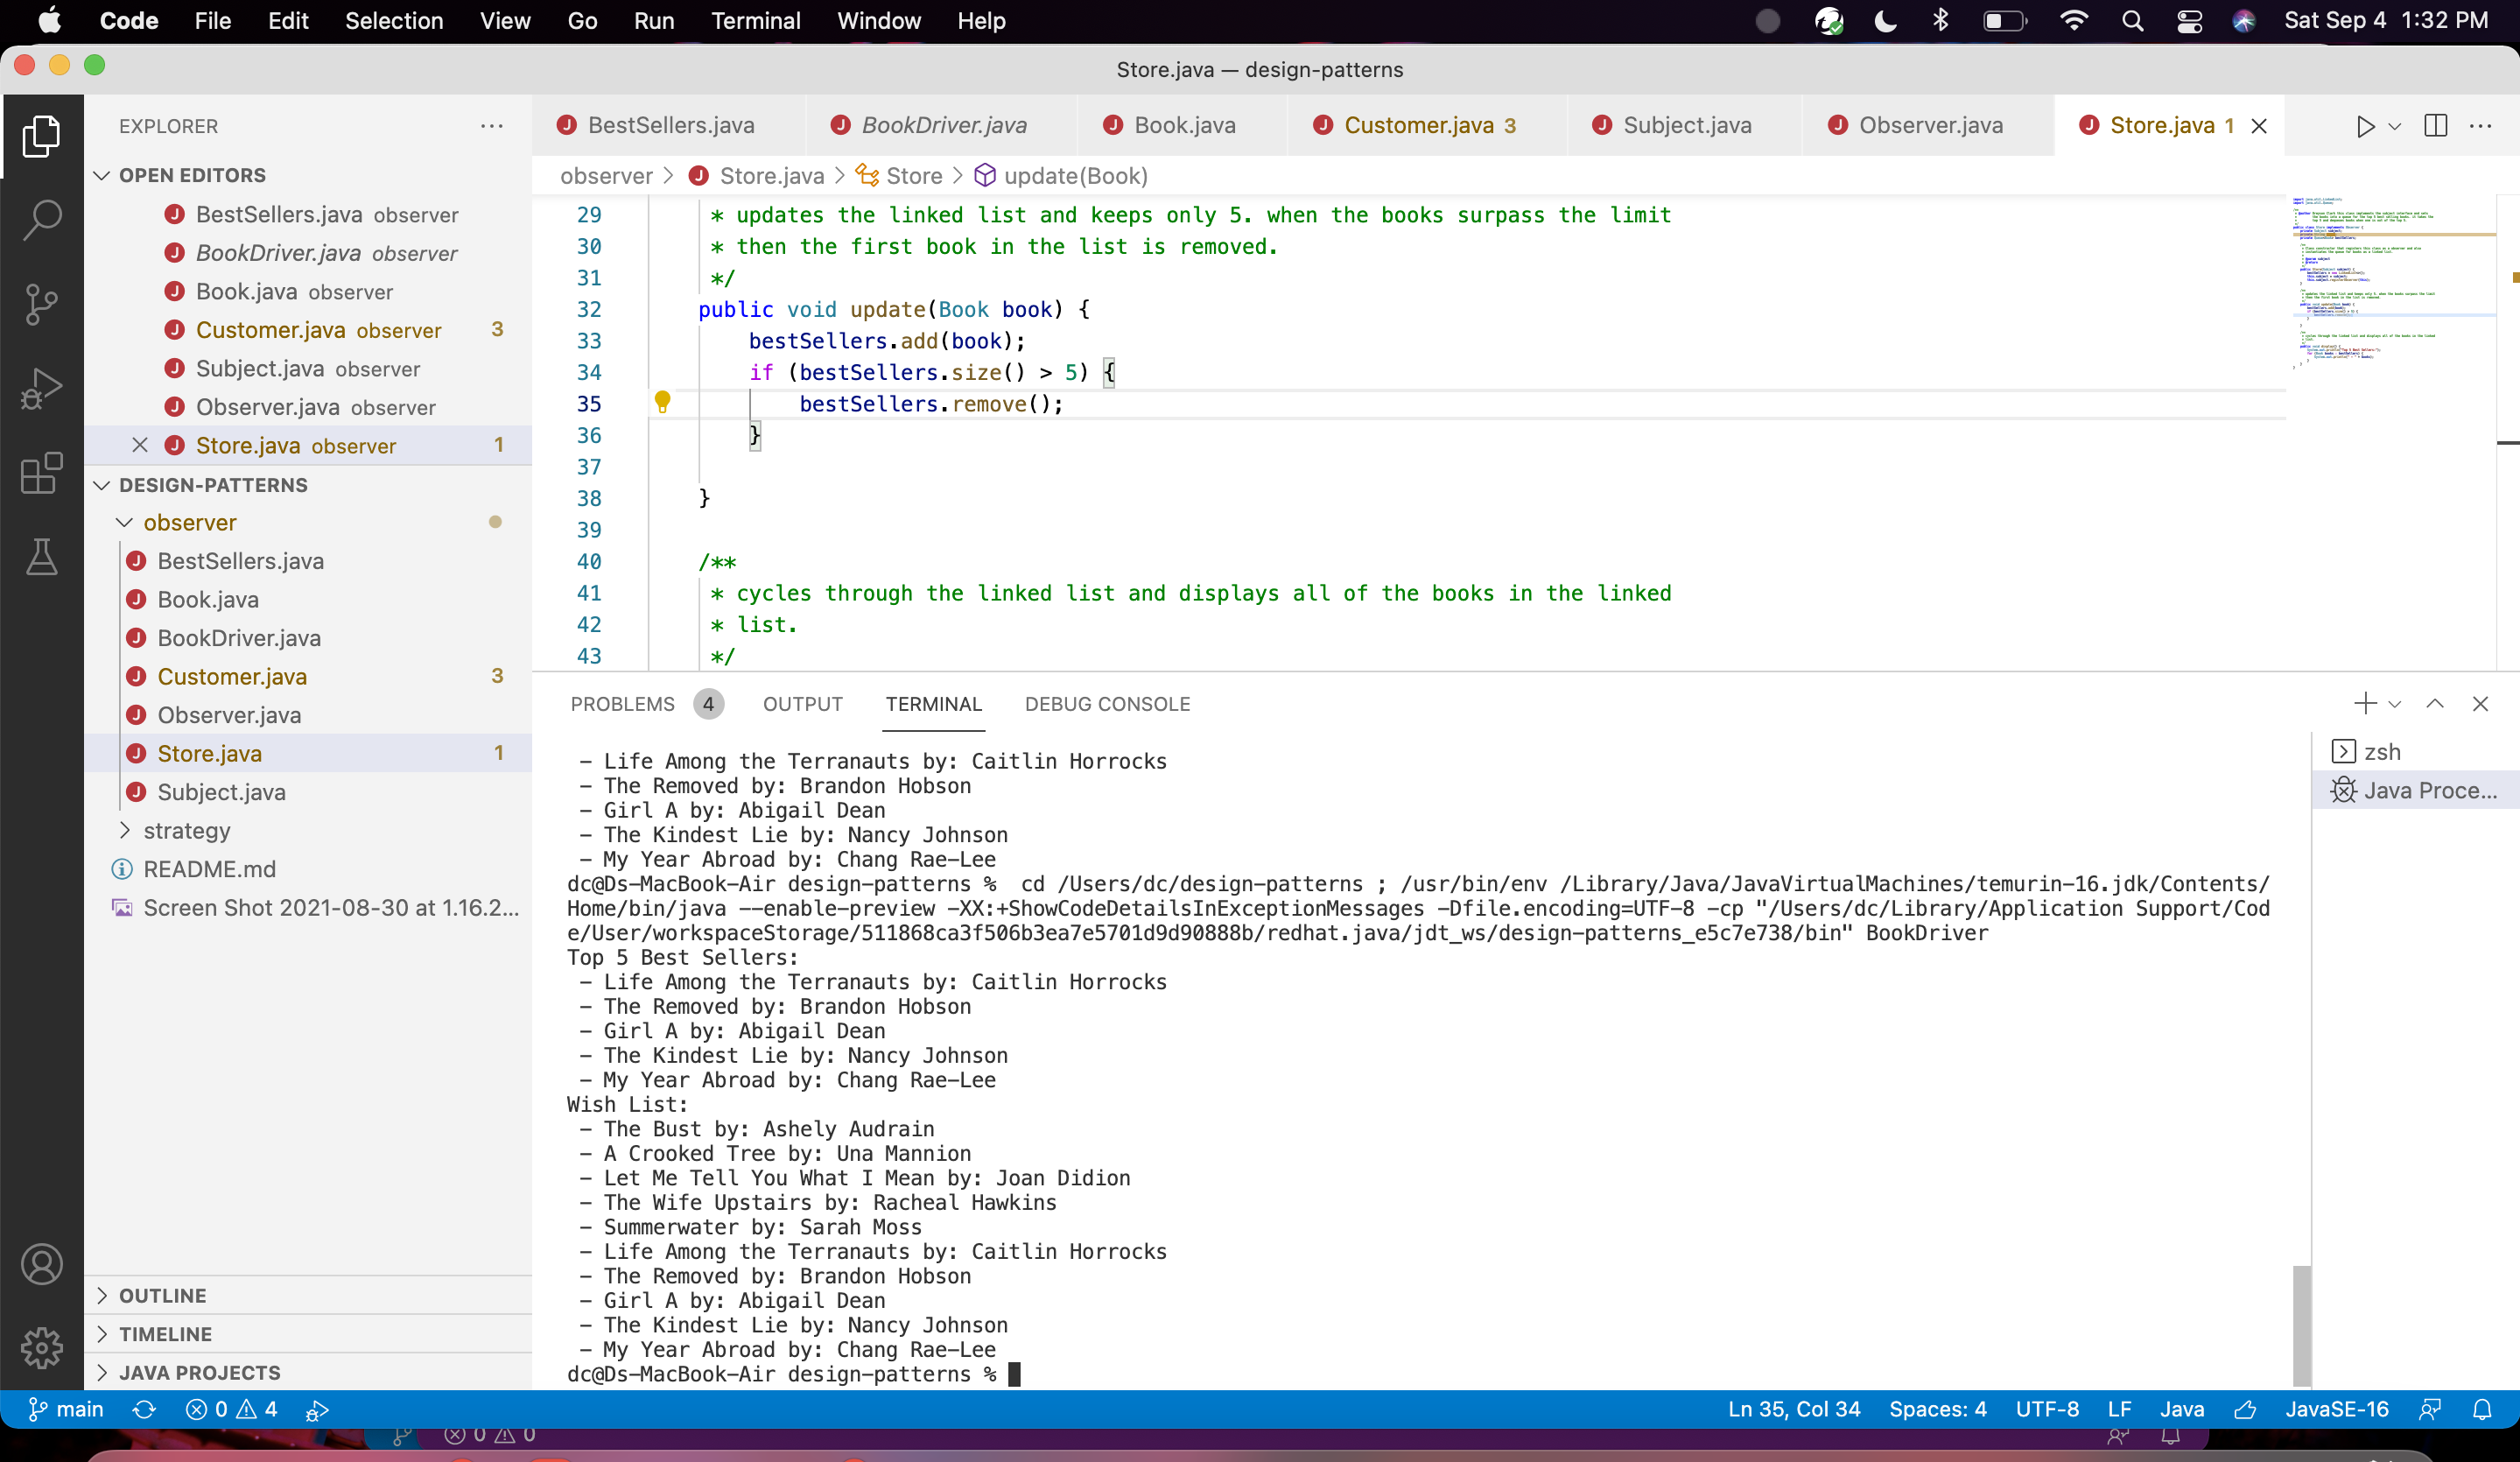 Code File Edit Selection View Go Run Terminal Window Help Sat Sep 4 1:32 PM
Store.java — design-patterns
EXPLORER
OPEN EDITORS
BestSellers.java observer
BookDriver.java observer
Book.java observer
Customer.java observer 3
Subject.java observer
Observer.java observer
Store.java observer 1
DESIGN-PATTERNS
observer
BestSellers.java
Book.java
BookDriver.java
Customer.java 3
Observer.java
Store.java 1
Subject.java
strategy
README.md
Screen Shot 2021-08-30 at 1.16.2...
OUTLINE
TIMELINE
JAVA PROJECTS
BestSellers.java BookDriver.java Book.java Customer.java 3 Subject.java Observer.java Store.java 1
observer > Store.java > Store > update(Book)
29 * updates the linked list and keeps only 5. when the books surpass the limit
30 * then the first book in the list is removed.
31 */
32 public void update(Book book) {
33 bestSellers.add(book);
34 if (bestSellers.size() > 5) {
35 bestSellers.remove();
36 }
37
38 }
39
40 /**
41 * cycles through the linked list and displays all of the books in the linked
42 * list.
43 */
PROBLEMS 4 OUTPUT TERMINAL DEBUG CONSOLE
zsh
Java Proce...
- Life Among the Terranauts by: Caitlin Horrocks
- The Removed by: Brandon Hobson
- Girl A by: Abigail Dean
- The Kindest Lie by: Nancy Johnson
- My Year Abroad by: Chang Rae-Lee
dc@Ds-MacBook-Air design-patterns % cd /Users/dc/design-patterns ; /usr/bin/env /Library/Java/JavaVirtualMachines/temurin-16.jdk/Contents/
Home/bin/java --enable-preview -XX:+ShowCodeDetailsInExceptionMessages -Dfile.encoding=UTF-8 -cp "/Users/dc/Library/Application Support/Cod
e/User/workspaceStorage/511868ca3f506b3ea7e5701d9d90888b/redhat.java/jdt_ws/design-patterns_e5c7e738/bin" BookDriver
Top 5 Best Sellers:
- Life Among the Terranauts by: Caitlin Horrocks
- The Removed by: Brandon Hobson
- Girl A by: Abigail Dean
- The Kindest Lie by: Nancy Johnson
- My Year Abroad by: Chang Rae-Lee
Wish List:
- The Bust by: Ashely Audrain
- A Crooked Tree by: Una Mannion
- Let Me Tell You What I Mean by: Joan Didion
- The Wife Upstairs by: Racheal Hawkins
- Summerwater by: Sarah Moss
- Life Among the Terranauts by: Caitlin Horrocks
- The Removed by: Brandon Hobson
- Girl A by: Abigail Dean
- The Kindest Lie by: Nancy Johnson
- My Year Abroad by: Chang Rae-Lee
dc@Ds-MacBook-Air design-patterns %
main 0 4 Ln 35, Col 34 Spaces: 4 UTF-8 LF Java JavaSE-16
0 0